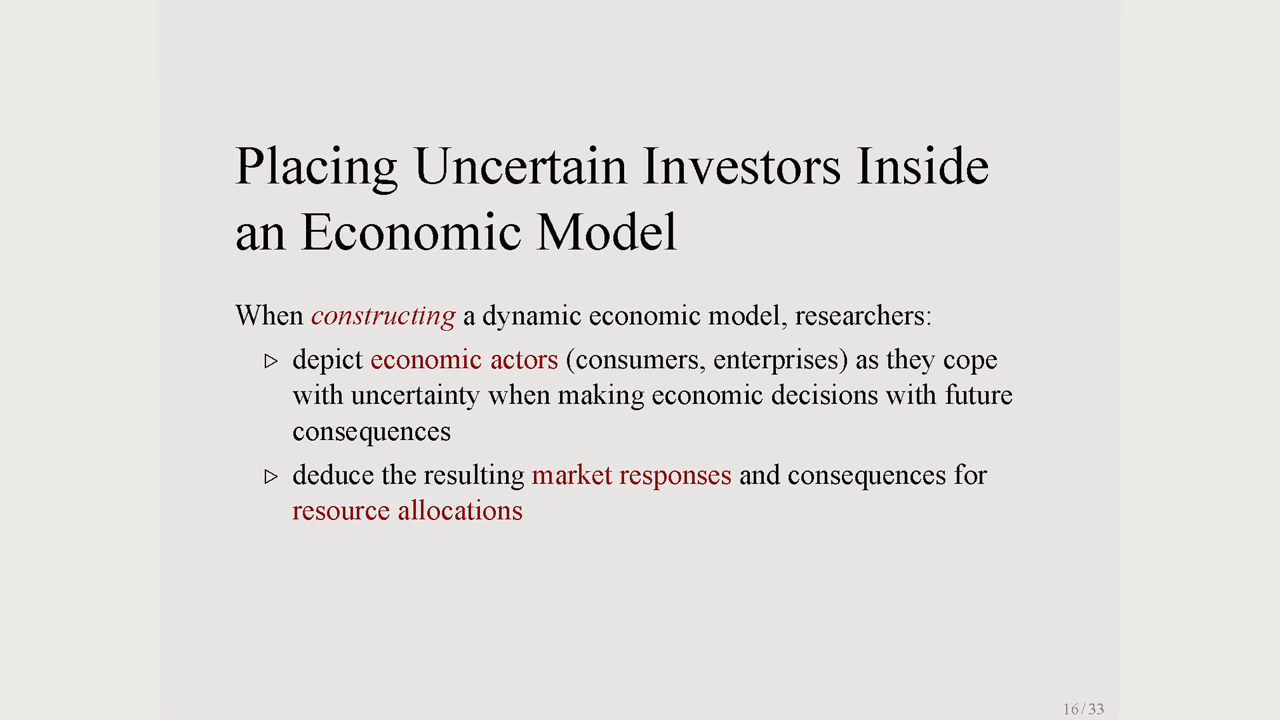 Placing Uncertain Investors Inside
an Economic Model
When constructing a dynamic economic model, researchers:
▷ depict economic actors (consumers, enterprises) as they cope
with uncertainty when making economic decisions with future
consequences
▷ deduce the resulting market responses and consequences for
resource allocations
16/33